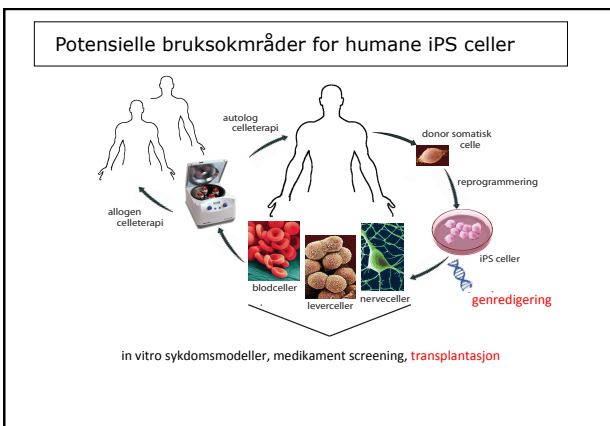 Potensielle bruksokmråder for humane iPS celler
autolog
celleterapi
donor somatisk
celle
reprogrammering
allogen
celleterapi
iPS celler
blodceller
leverceller
nerveceller
genredigering
in vitro sykdomsmodeller, medikament screening, transplantasjon